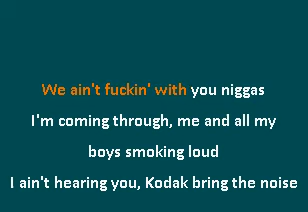 We ain't fuckin' with you niggas
I'm coming through, me and all my
boys smoking loud
I ain't hearing you, Kodak bring the noise